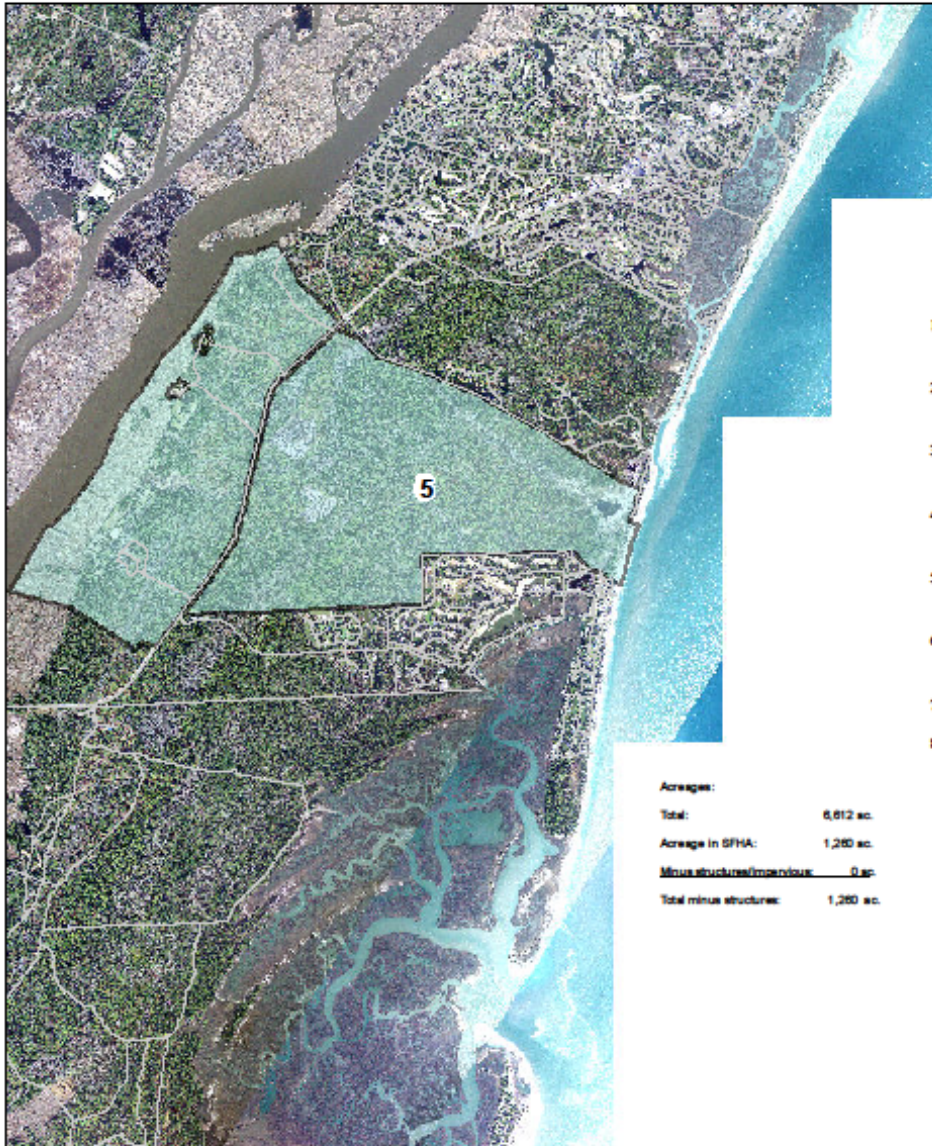 5
Acreages:
Total: 6,612 ac.
Acreage in SFHA: 1,260 ac.
Minus structures/impervious: 0 ac.
Total minus structures: 1,260 ac.